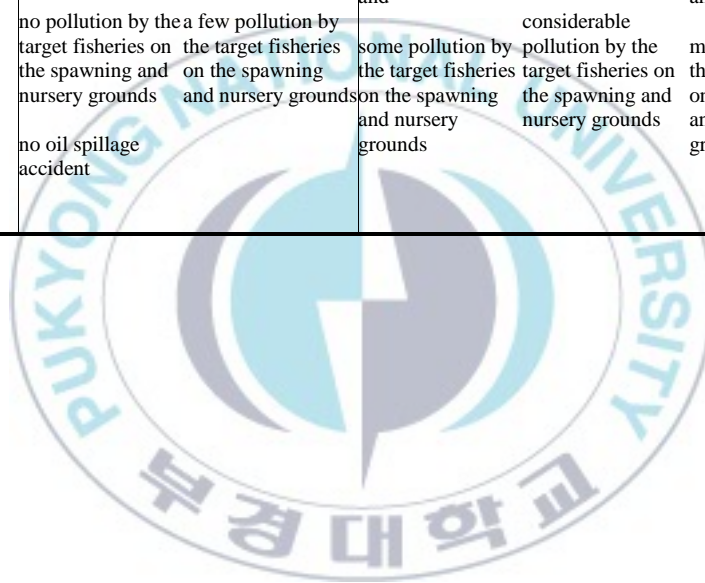 no pollution by the
target fisheries on
the spawning and
nursery grounds
no oil spillage
accident
a few pollution by
the target fisheries
on the spawning
and nursery grounds
some pollution by
the target fisheries
on the spawning
and nursery
grounds
considerable
pollution by the
target fisheries on
the spawning and
nursery grounds
PUKYONG NATIONAL UNIVERSITY
부경대학교